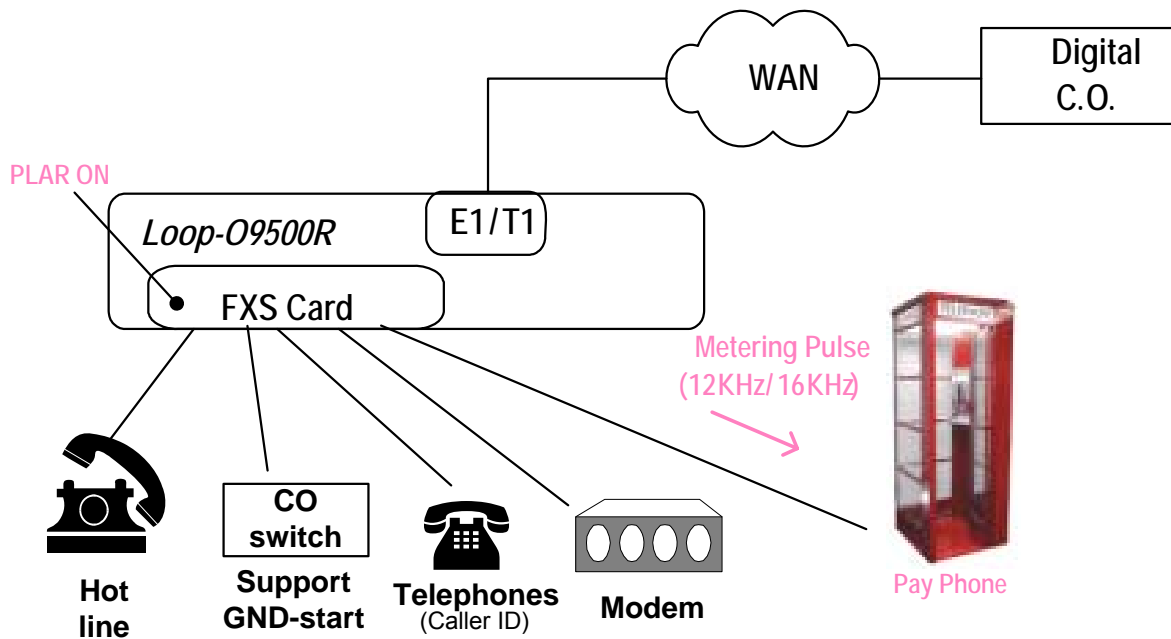 WAN
Digital
C.O.
PLAR ON
Loop-O9500R
E1/T1
FXS Card
Metering Pulse
(12KHz/16KHz)
CO
switch
Hot
line
Support
GND-start
Telephones
(Caller ID)
Modem
Pay Phone